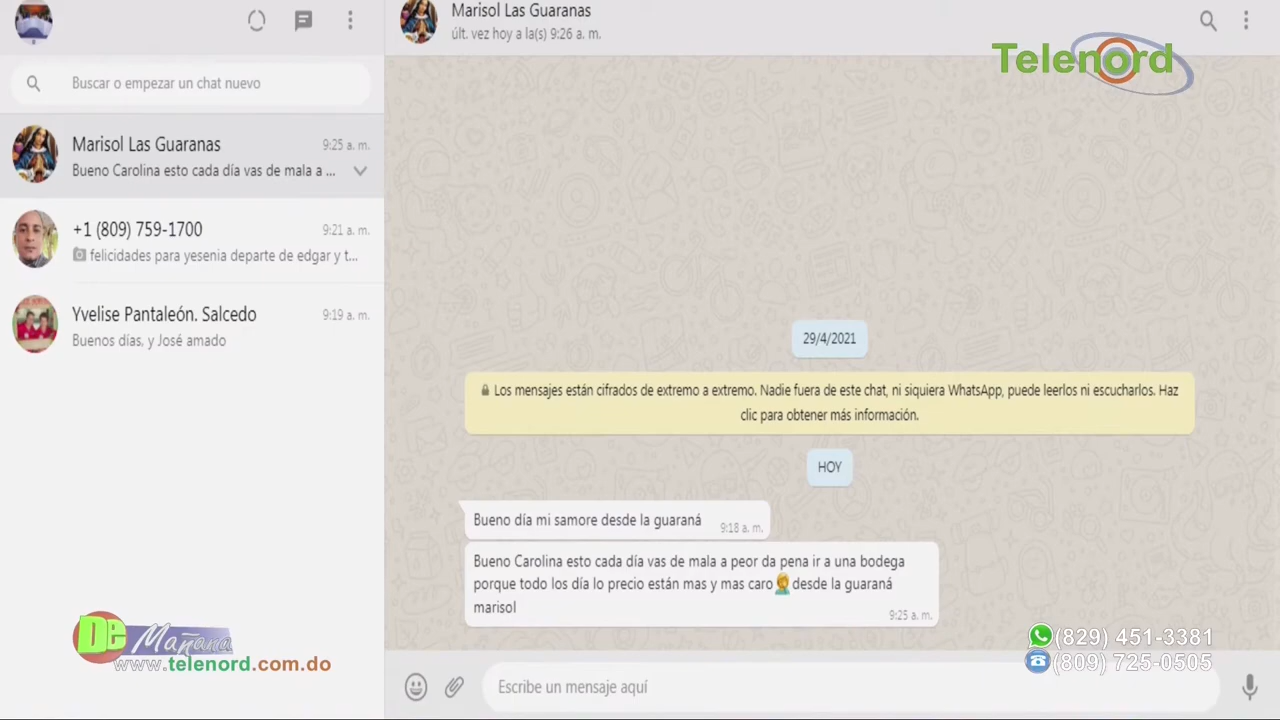 Marisol Las Guaranas
últ. vez hoy a la(s) 9:26 a. m.
Telenord
Buscar o empezar un chat nuevo
Marisol Las Guaranas
9:25 a. m.
Bueno Carolina esto cada día vas de mala a ...
+1 (809) 759-1700
9:21 a. m.
felicidades para yesenia departe de edgar y t...
Yvelise Pantaleón. Salcedo
9:19 a. m.
Buenos días, y José amado
29/4/2021
Los mensajes están cifrados de extremo a extremo. Nadie fuera de este chat, ni siquiera WhatsApp, puede leerlos ni escucharlos. Haz
clic para obtener más información.
HOY
Bueno día mi samore desde la guaraná
9:18 a. m.
Bueno Carolina esto cada día vas de mala a peor da pena ir a una bodega
porque todo los día lo precio están mas y mas caro🤦desde la guaraná
marisol
9:25 a. m.
De Mañana
www.telenord.com.do
(829) 451-3381
(809) 725-0505
Escribe un mensaje aquí